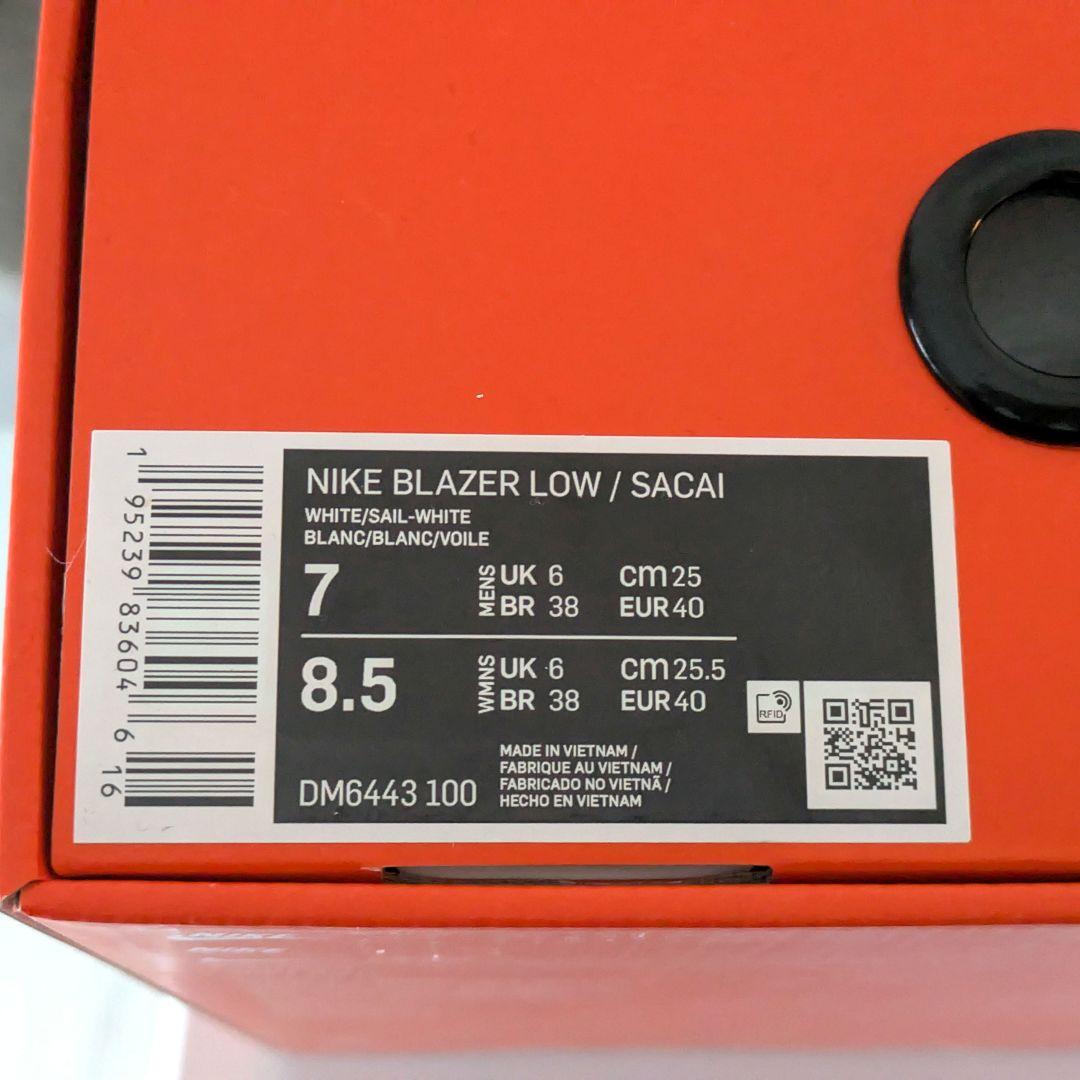 NIKE BLAZER LOW / SACAI
WHITE/SAIL-WHITE
BLANC/BLANC/VOILE
7 MENS UK 6 cm 25
BR 38 EUR 40
8.5 WMNS UK 6 cm 25.5
BR 38 EUR 40
RFID
MADE IN VIETNAM /
FABRIQUE AU VIETNAM /
FABRICADO NO VIETNÃ /
HECHO EN VIETNAM
DM6443 100
1 95239 83604 6 16
NIKE
NIKE